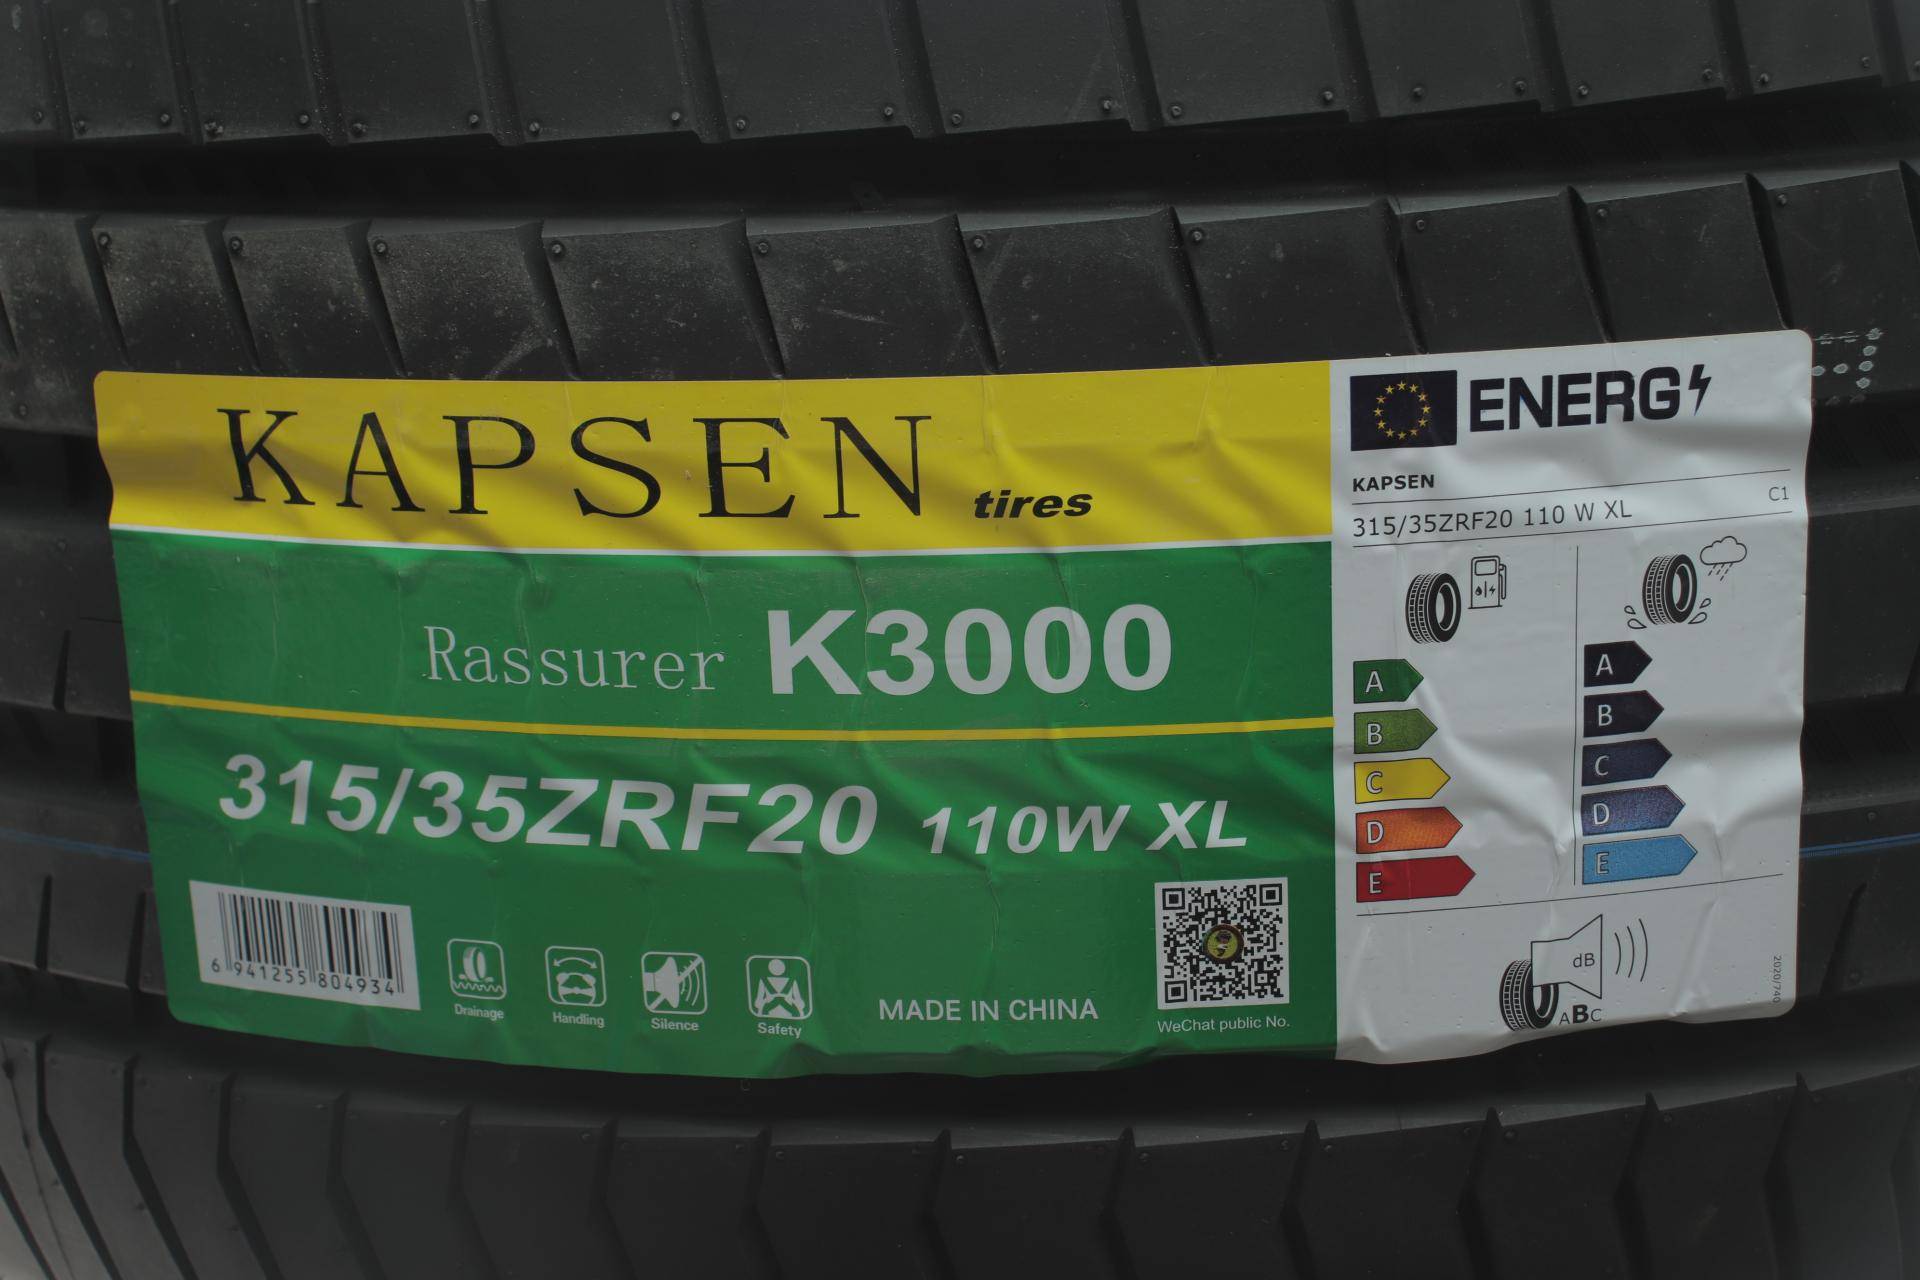 KAPSEN tires
Rassurer K3000
315/35ZRF20 110W XL
6 941255 804934
Drainage
Handling
Silence
Safety
MADE IN CHINA
WeChat public No.
ENERG
KAPSEN
315/35ZRF20 110 W XL C1
A
B
C
D
E
A
B
C
D
E
dB
ABC
2020/740